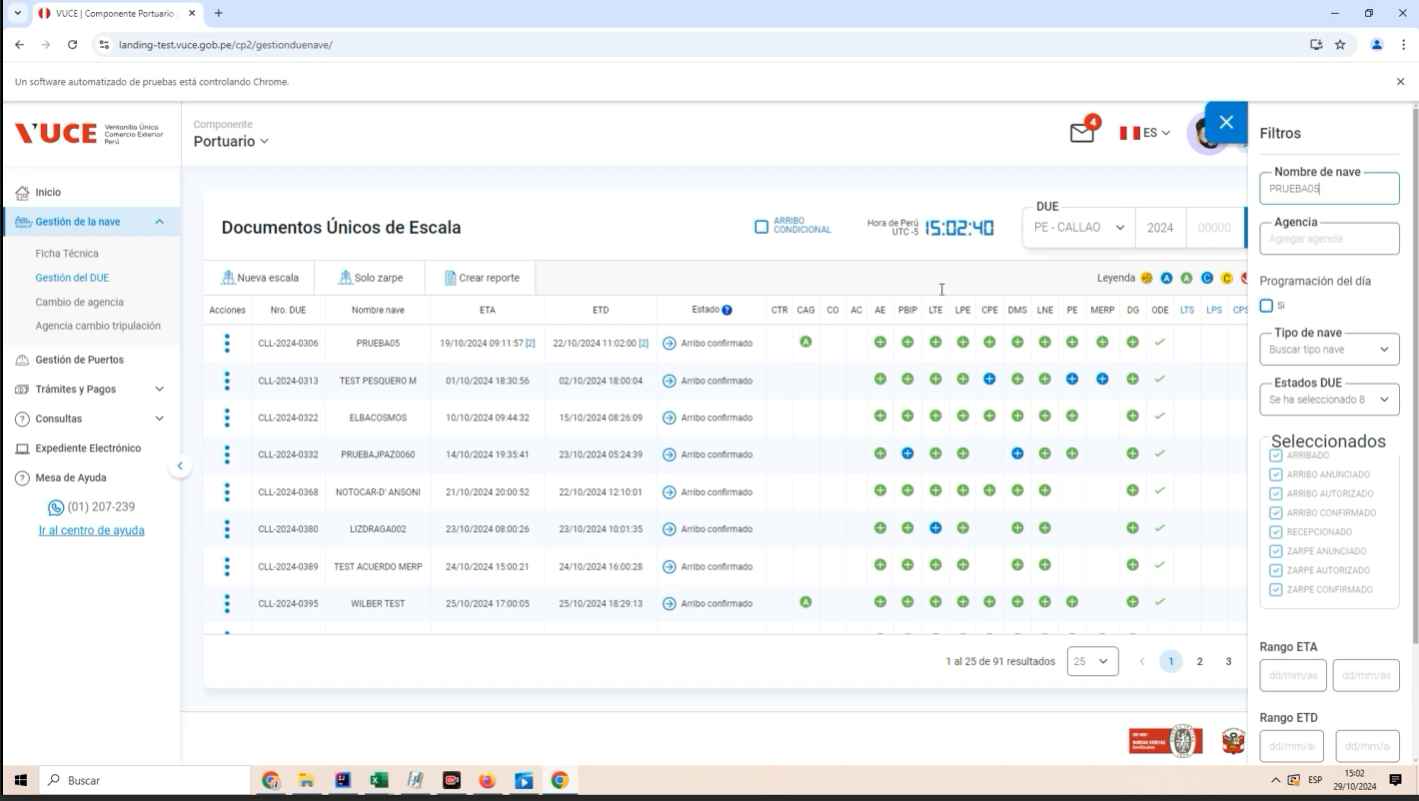 VUCE | Componente Portuario
landing-test.vuce.gob.pe/cp2/gestionduenave/
Un software automatizado de pruebas está controlando Chrome.
VUCE Ventanilla Única
Comercio Exterior
Perú
Componente
Portuario
4
ES
Inicio
Gestión de la nave
Ficha Técnica
Gestión del DUE
Cambio de agencia
Agencia cambio tripulación
Gestión de Puertos
Trámites y Pagos
Consultas
Expediente Electrónico
Mesa de Ayuda
(01) 207-239
Ir al centro de ayuda
Documentos Únicos de Escala
ARRIBO
CONDICIONAL
Hora de Perú
UTC -5
15:02:40
DUE
PE - CALLAO 2024 00000
Nueva escala Solo zarpe Crear reporte
Leyenda A A C C
Acciones Nro. DUE Nombre nave ETA ETD Estado CTR CAG CO AC AE PBIP LTE LPE CPE DMS LNE PE MERP DG ODE LTS LPS CPS
CLL-2024-0306 PRUEBA05 19/10/2024 09:11:57 [2] 22/10/2024 11:02:00 [2] Arribo confirmado A
CLL-2024-0313 TEST PESQUERO M 01/10/2024 18:30:56 02/10/2024 18:00:04 Arribo confirmado
CLL-2024-0322 ELBACOSMOS 10/10/2024 09:44:32 15/10/2024 08:26:09 Arribo confirmado
CLL-2024-0332 PRUEBAJPAZ0060 14/10/2024 19:35:41 23/10/2024 05:24:39 Arribo confirmado
CLL-2024-0368 NOTOCAR-D' ANSONI 21/10/2024 20:00:52 22/10/2024 12:10:01 Arribo confirmado
CLL-2024-0380 LIZDRAGA002 23/10/2024 08:00:26 23/10/2024 10:01:35 Arribo confirmado
CLL-2024-0389 TEST ACUERDO MERP 24/10/2024 15:00:21 24/10/2024 16:00:28 Arribo confirmado
CLL-2024-0395 WILBER TEST 25/10/2024 17:00:05 25/10/2024 18:29:13 Arribo confirmado A
1 al 25 de 91 resultados 25 1 2 3
Filtros
Nombre de nave
PRUEBA05
Agencia
Agregar agencia
Programación del día
Si
Tipo de nave
Buscar tipo nave
Estados DUE
Se ha seleccionado 8
Seleccionados
ARRIBADO
ARRIBO ANUNCIADO
ARRIBO AUTORIZADO
ARRIBO CONFIRMADO
RECEPCIONADO
ZARPE ANUNCIADO
ZARPE AUTORIZADO
ZARPE CONFIRMADO
Rango ETA
dd/mm/aa dd/mm/aa
Rango ETD
dd/mm/a dd/mm/a
Buscar
ESP
15:02
29/10/2024